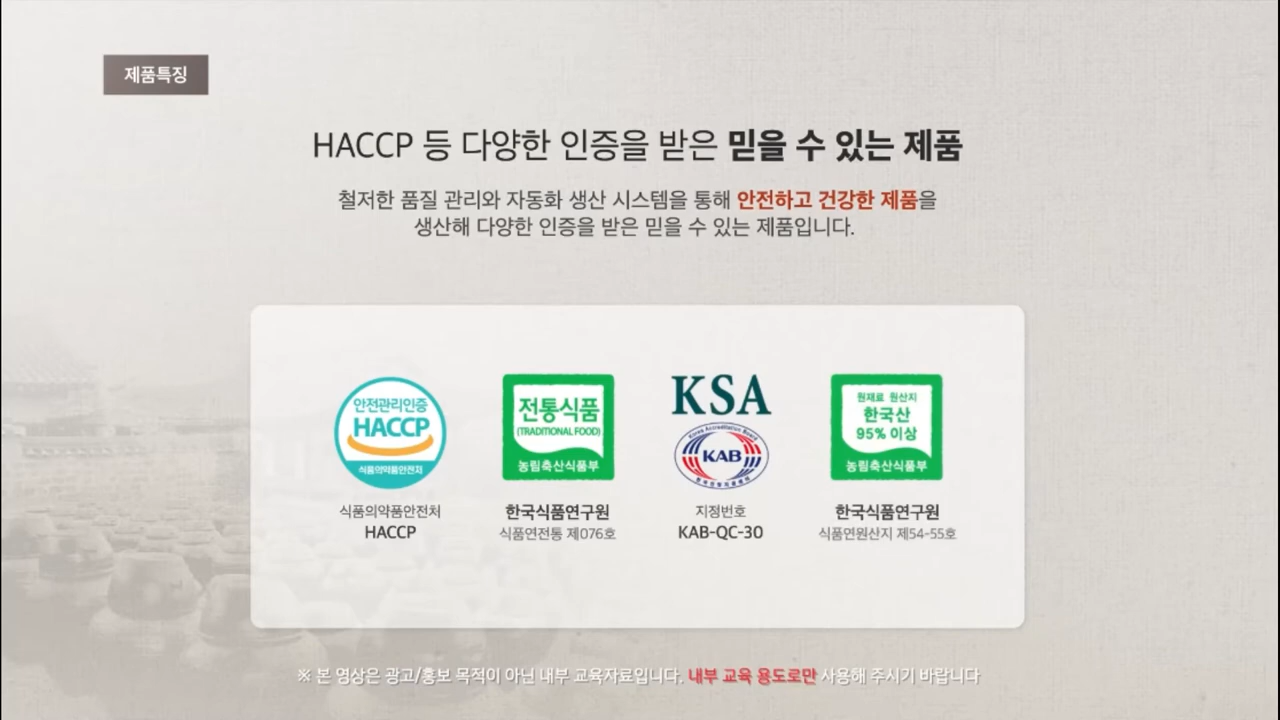 제품특징
HACCP 등 다양한 인증을 받은 믿을 수 있는 제품
철저한 품질 관리와 자동화 생산 시스템을 통해 안전하고 건강한 제품을
생산해 다양한 인증을 받은 믿을 수 있는 제품입니다.
안전관리인증
HACCP
식품의약품안전처
식품의약품안전처
HACCP
전통식품
(TRADITIONAL FOOD)
농림축산식품부
한국식품연구원
식품연전통 제076호
KSA
Korea Accreditation Board
KAB
지정번호
KAB-QC-30
원재료 원산지
한국산
95% 이상
농림축산식품부
한국식품연구원
식품연원산지 제54-55호
※ 본 영상은 광고/홍보 목적이 아닌 내부 교육자료입니다. 내부 교육 용도로만 사용해 주시기 바랍니다